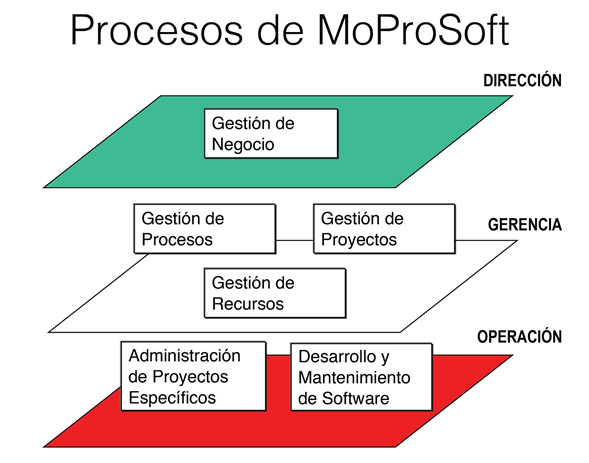 Procesos de MoProSoft
DIRECCIÓN
Gestión de
Negocio
GERENCIA
Gestión de
Procesos
Gestión de
Proyectos
Gestión de
Recursos
OPERACIÓN
Administración
de Proyectos
Específicos
Desarrollo y
Mantenimiento
de Software